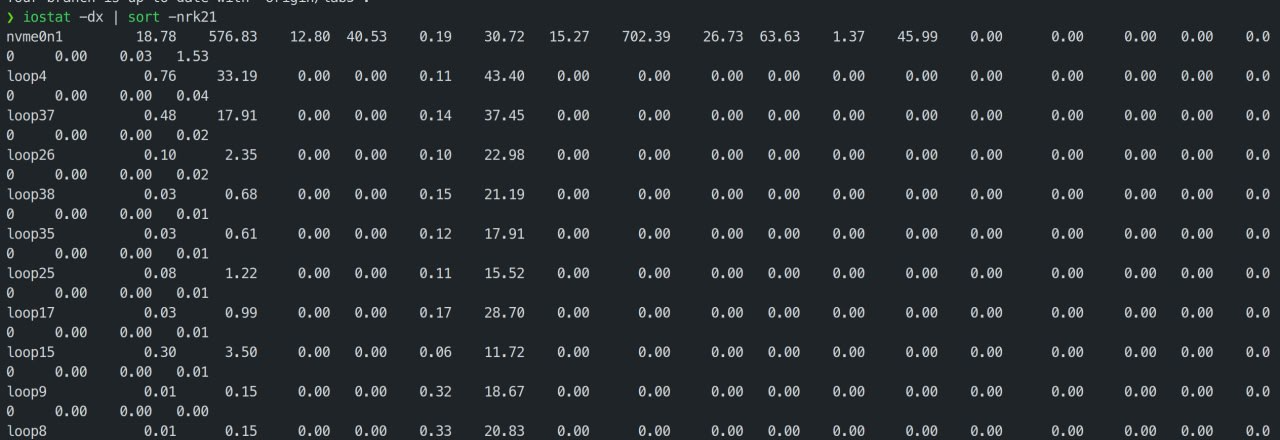 ❯ iostat -dx | sort -nrk21
nvme0n1 18.78 576.83 12.80 40.53 0.19 30.72 15.27 702.39 26.73 63.63 1.37 45.99 0.00 0.00 0.00 0.00 0.0
0 0.00 0.03 1.53
loop4 0.76 33.19 0.00 0.00 0.11 43.40 0.00 0.00 0.00 0.00 0.00 0.00 0.00 0.00 0.00 0.00 0.0
0 0.00 0.00 0.04
loop37 0.48 17.91 0.00 0.00 0.14 37.45 0.00 0.00 0.00 0.00 0.00 0.00 0.00 0.00 0.00 0.00 0.0
0 0.00 0.00 0.02
loop26 0.10 2.35 0.00 0.00 0.10 22.98 0.00 0.00 0.00 0.00 0.00 0.00 0.00 0.00 0.00 0.00 0.0
0 0.00 0.00 0.02
loop38 0.03 0.68 0.00 0.00 0.15 21.19 0.00 0.00 0.00 0.00 0.00 0.00 0.00 0.00 0.00 0.00 0.0
0 0.00 0.00 0.01
loop35 0.03 0.61 0.00 0.00 0.12 17.91 0.00 0.00 0.00 0.00 0.00 0.00 0.00 0.00 0.00 0.00 0.0
0 0.00 0.00 0.01
loop25 0.08 1.22 0.00 0.00 0.11 15.52 0.00 0.00 0.00 0.00 0.00 0.00 0.00 0.00 0.00 0.00 0.0
0 0.00 0.00 0.01
loop17 0.03 0.99 0.00 0.00 0.17 28.70 0.00 0.00 0.00 0.00 0.00 0.00 0.00 0.00 0.00 0.00 0.0
0 0.00 0.00 0.01
loop15 0.30 3.50 0.00 0.00 0.06 11.72 0.00 0.00 0.00 0.00 0.00 0.00 0.00 0.00 0.00 0.00 0.0
0 0.00 0.00 0.01
loop9 0.01 0.15 0.00 0.00 0.32 18.67 0.00 0.00 0.00 0.00 0.00 0.00 0.00 0.00 0.00 0.00 0.0
0 0.00 0.00 0.00
loop8 0.01 0.15 0.00 0.00 0.33 20.83 0.00 0.00 0.00 0.00 0.00 0.00 0.00 0.00 0.00 0.00 0.0